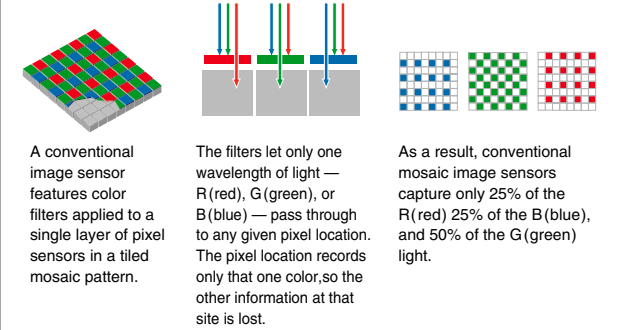 A conventional
image sensor
features color
filters applied to a
single layer of pixel
sensors in a tiled
mosaic pattern.
The filters let only one
wavelength of light —
R(red), G(green), or
B(blue) — pass through
to any given pixel location.
The pixel location records
only that one color,so the
other information at that
site is lost.
As a result, conventional
mosaic image sensors
capture only 25% of the
R(red) 25% of the B(blue),
and 50% of the G(green)
light.